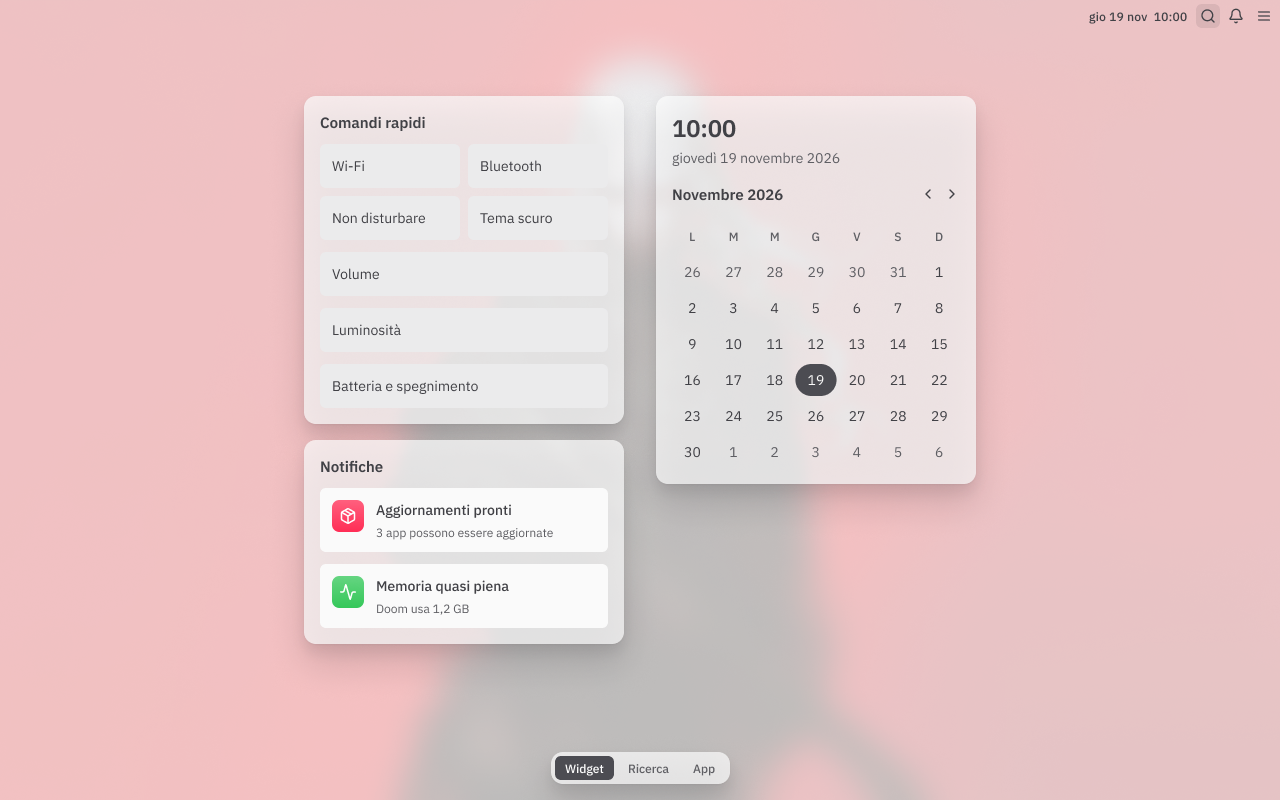 gio 19 nov 10:00
Comandi rapidi
Wi-Fi
Bluetooth
Non disturbare
Tema scuro
Volume
Luminosità
Batteria e spegnimento
Notifiche
Aggiornamenti pronti
3 app possono essere aggiornate
Memoria quasi piena
Doom usa 1,2 GB
10:00
giovedì 19 novembre 2026
Novembre 2026
L M M G V S D
26 27 28 29 30 31 1
2 3 4 5 6 7 8
9 10 11 12 13 14 15
16 17 18 19 20 21 22
23 24 25 26 27 28 29
30 1 2 3 4 5 6
Widget Ricerca App